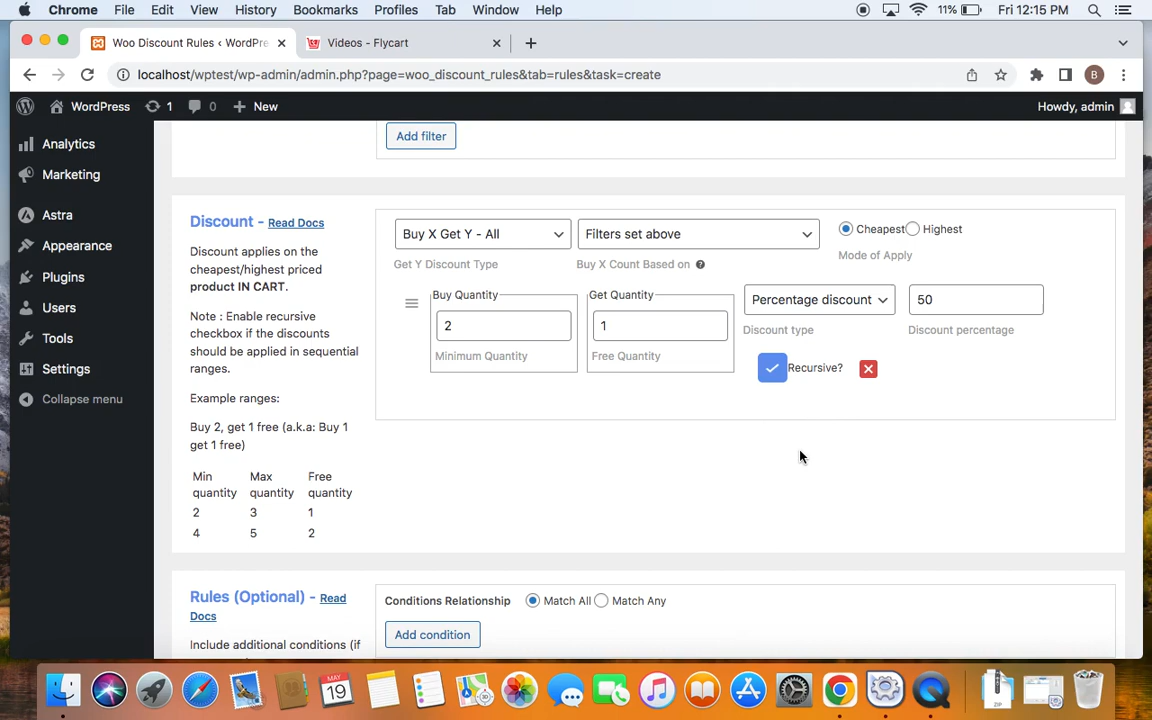 Chrome File Edit View History Bookmarks Profiles Tab Window Help 11% Fri 12:15 PM
Woo Discount Rules ‹ WordPre Videos - Flycart
localhost/wptest/wp-admin/admin.php?page=woo_discount_rules&tab=rules&task=create B
WordPress 1 0 New Howdy, admin
Analytics
Marketing
Astra
Appearance
Plugins
Users
Tools
Settings
Collapse menu
Add filter
Discount - Read Docs
Discount applies on the
cheapest/highest priced
product IN CART.
Note : Enable recursive
checkbox if the discounts
should be applied in sequential
ranges.
Example ranges:
Buy 2, get 1 free (a.k.a: Buy 1
get 1 free)
Min Max Free
quantity quantity quantity
2 3 1
4 5 2
Buy X Get Y - All Filters set above Cheapest Highest
Get Y Discount Type Buy X Count Based on ? Mode of Apply
Buy Quantity Get Quantity
2 1 Percentage discount 50
Minimum Quantity Free Quantity Discount type Discount percentage
Recursive?
Rules (Optional) - Read
Docs
Include additional conditions (if
Conditions Relationship Match All Match Any
Add condition
MAY
19
ZIP